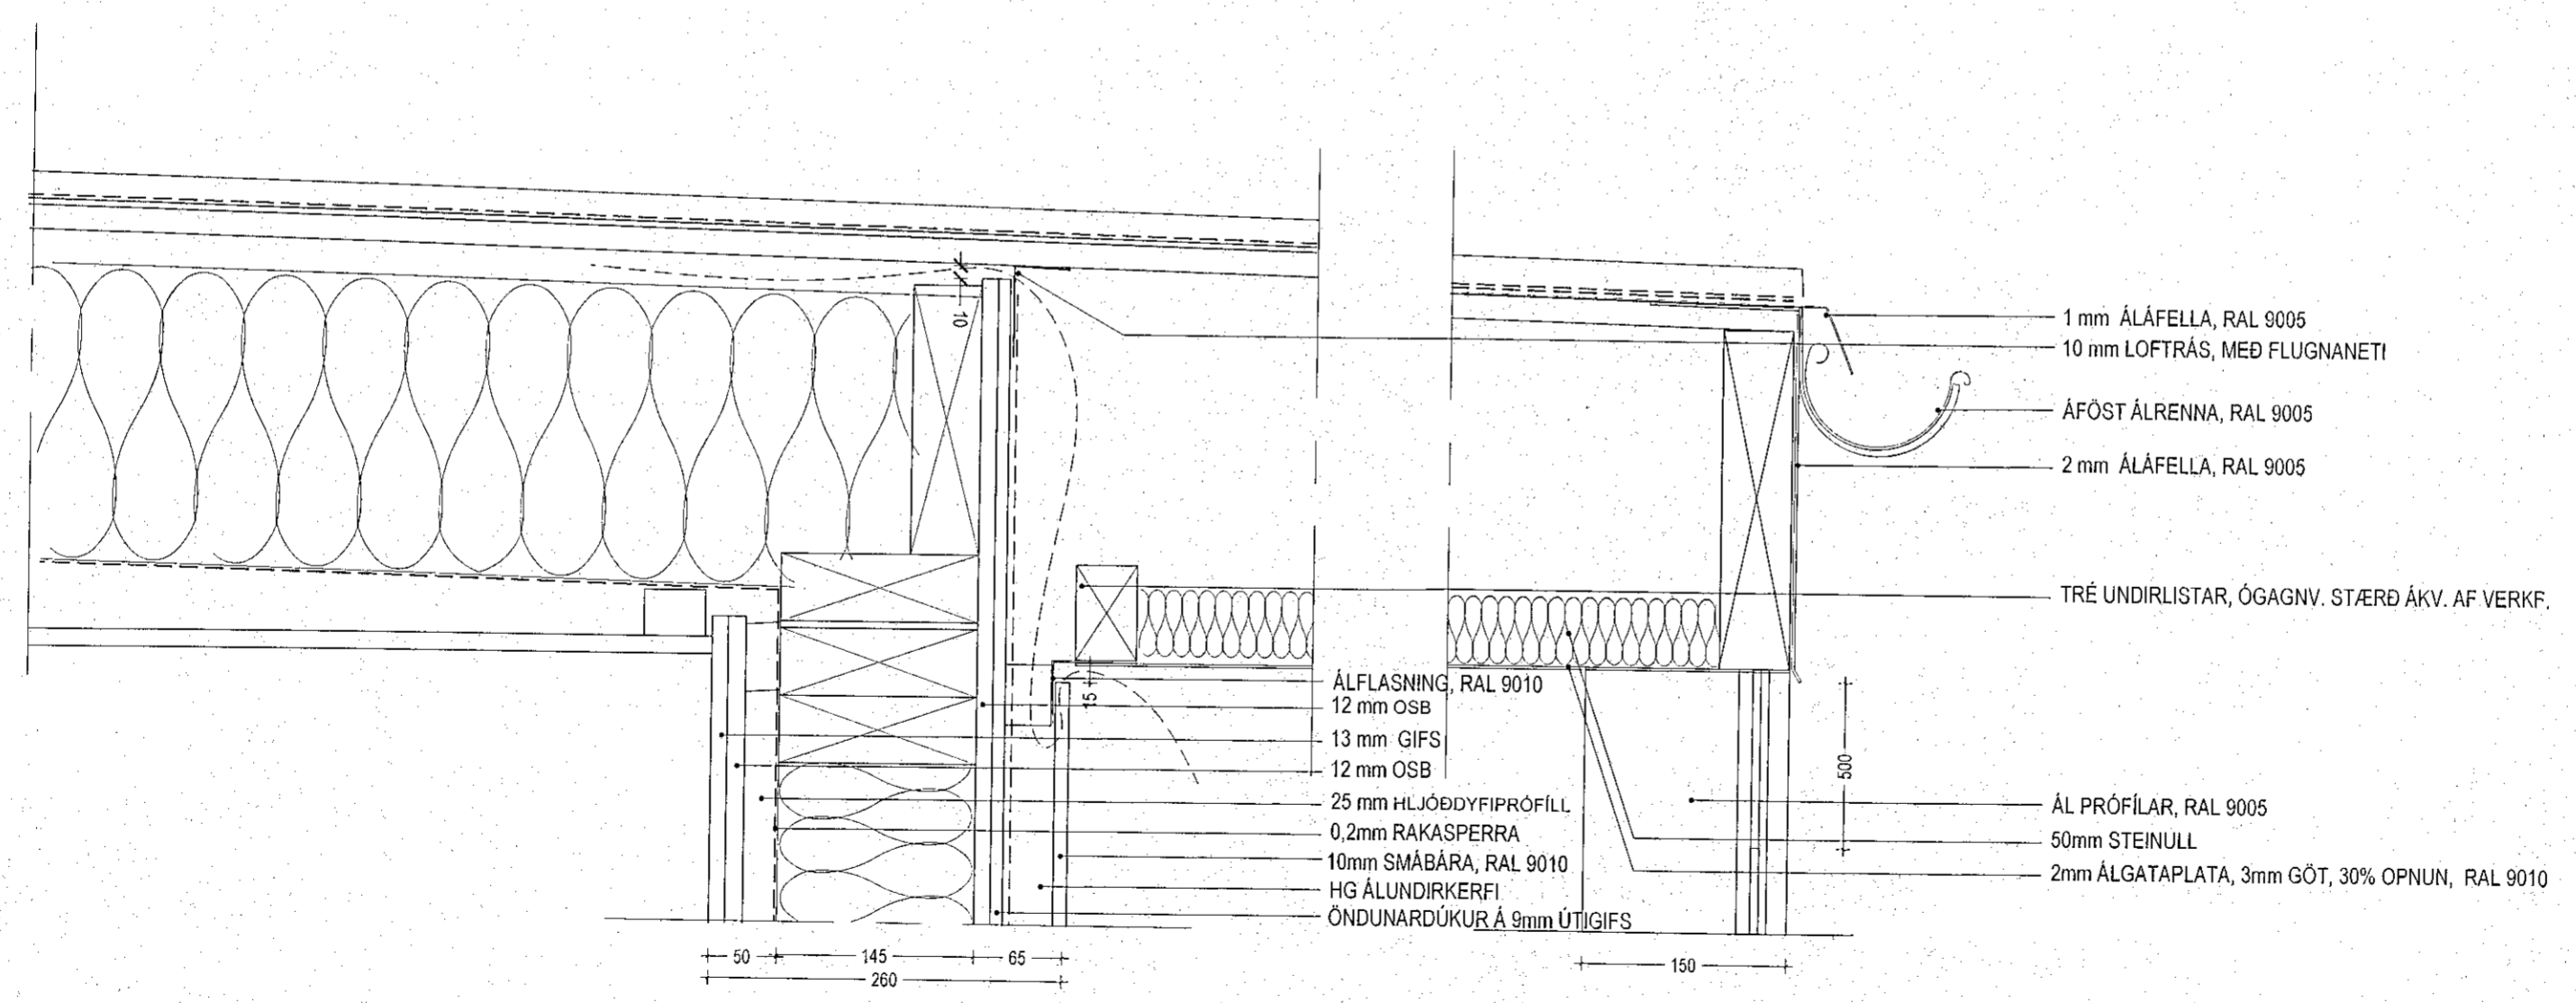 1 mm ÁLÁFELLA, RAL 9005
10 mm LOFTRÁS, MEÐ FLUGNANETI
ÁFÖST ÁLRENNA, RAL 9005
2 mm ÁLÁFELLA, RAL 9005
TRÉ UNDIRLISTAR, ÓGAGNV. STÆRÐ ÁKV. AF VERKF.
10
15
ÁLFLASNING, RAL 9010
12 mm OSB
13 mm GIFS
12 mm OSB
25 mm HLJÓÐDYFIPRÓFÍLL
0,2mm RAKASPERRA
10mm SMÁBÁRA, RAL 9010
HG ÁLUNDIRKERFI
ÖNDUNARDÚKUR Á 9mm ÚTIGIFS
500
ÁL PRÓFÍLAR, RAL 9005
50mm STEINULL
2mm ÁLGATAPLATA, 3mm GÖT, 30% OPNUN, RAL 9010
50 145 65
260
150